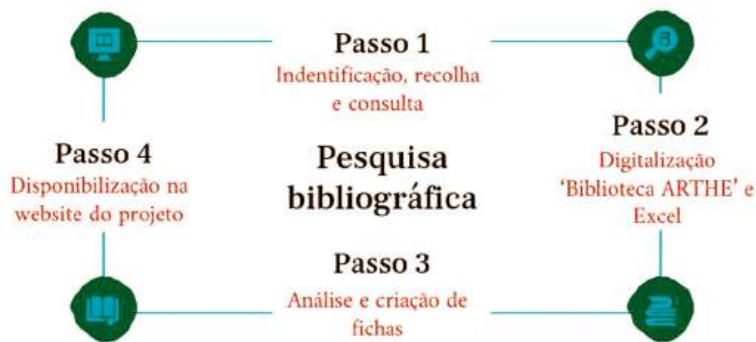 Passo 1
Indentificação, recolha
e consulta
Passo 2
Digitalização
'Biblioteca ARTHE' e
Excel
Passo 4
Disponibilização na
website do projeto
Pesquisa
bibliográfica
Passo 3
Análise e criação de
fichas